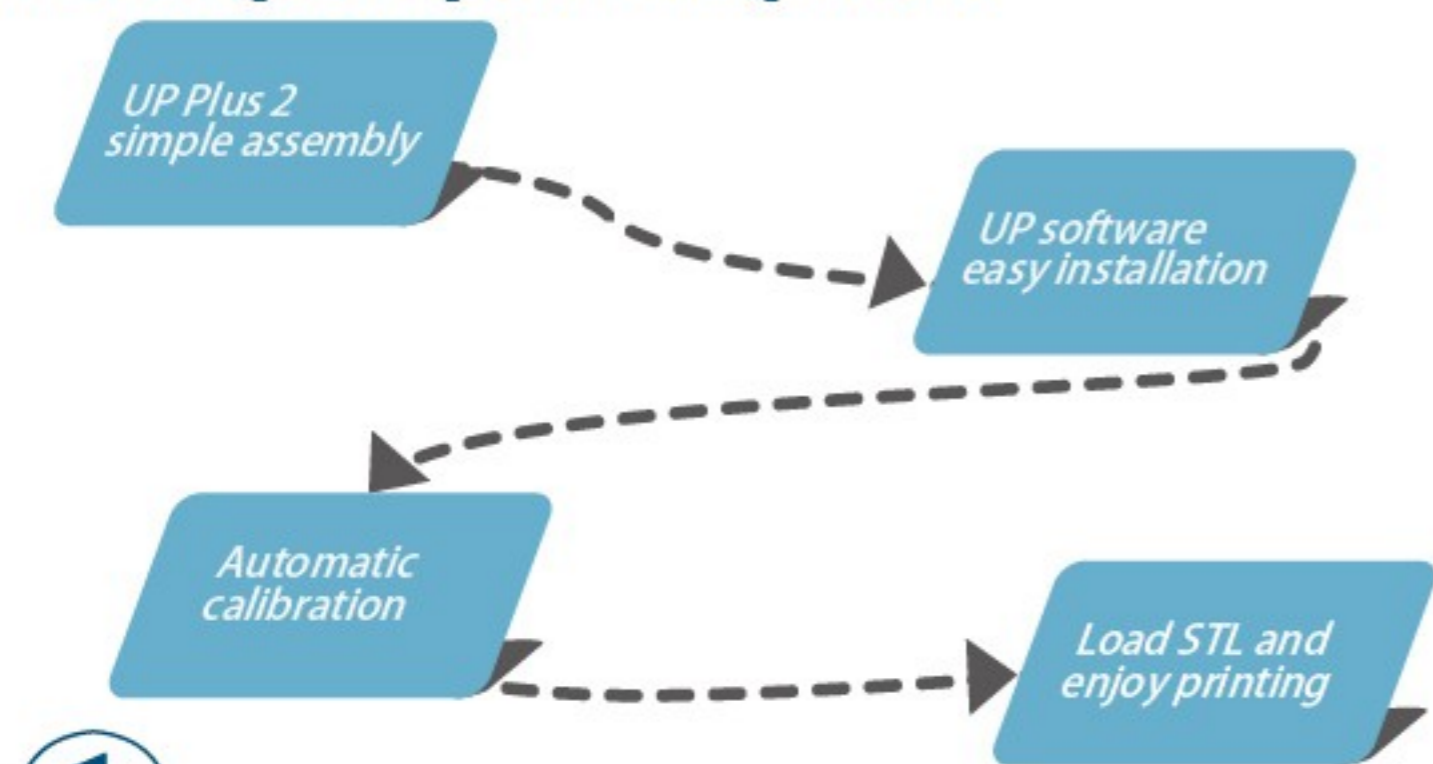 UP Plus 2
simple assembly
UP software
easy installation
Automatic
calibration
Load STL and
enjoy printing